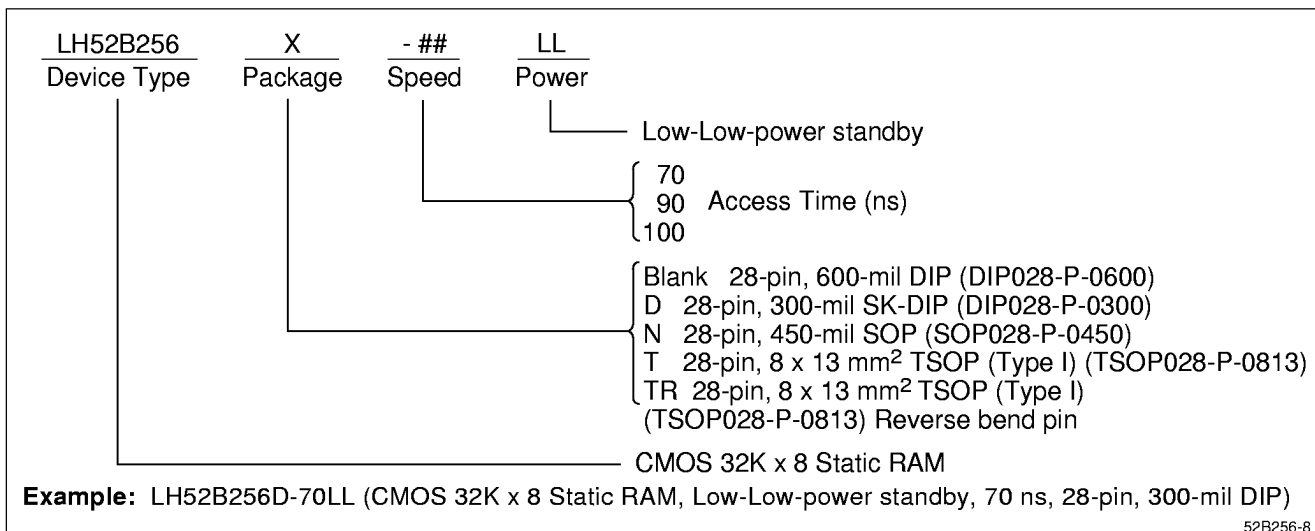 LH52B256 X - ## LL
Device Type Package Speed Power
Low-Low-power standby
70
90 Access Time (ns)
100
Blank 28-pin, 600-mil DIP (DIP028-P-0600)
D 28-pin, 300-mil SK-DIP (DIP028-P-0300)
N 28-pin, 450-mil SOP (SOP028-P-0450)
T 28-pin, 8 x 13 mm² TSOP (Type I) (TSOP028-P-0813)
TR 28-pin, 8 x 13 mm² TSOP (Type I)
(TSOP028-P-0813) Reverse bend pin
CMOS 32K x 8 Static RAM
Example: LH52B256D-70LL (CMOS 32K x 8 Static RAM, Low-Low-power standby, 70 ns, 28-pin, 300-mil DIP)
52B256-8